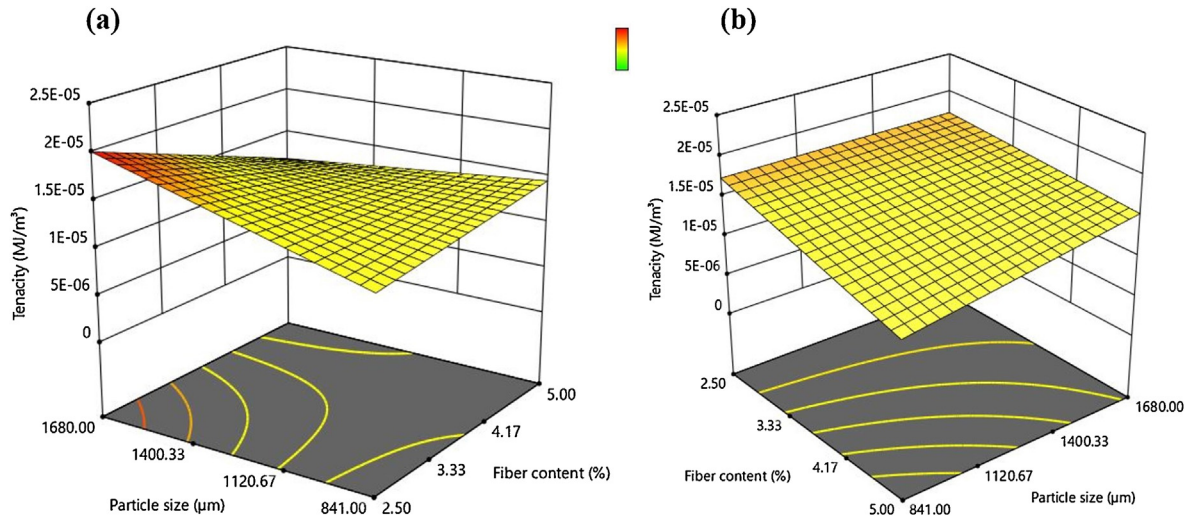 (a)
2.5E-05
2E-05
1.5E-05
1E-05
5E-06
0
Tenacity (MJ/m³)
1680.00
1400.33
1120.67
841.00
Particle size (µm)
2.50
3.33
4.17
5.00
Fiber content (%)
(b)
2.5E-05
2E-05
1.5E-05
1E-05
5E-06
0
Tenacity (MJ/m³)
2.50
3.33
4.17
5.00
Fiber content (%)
841.00
1120.67
1400.33
1680.00
Particle size (µm)